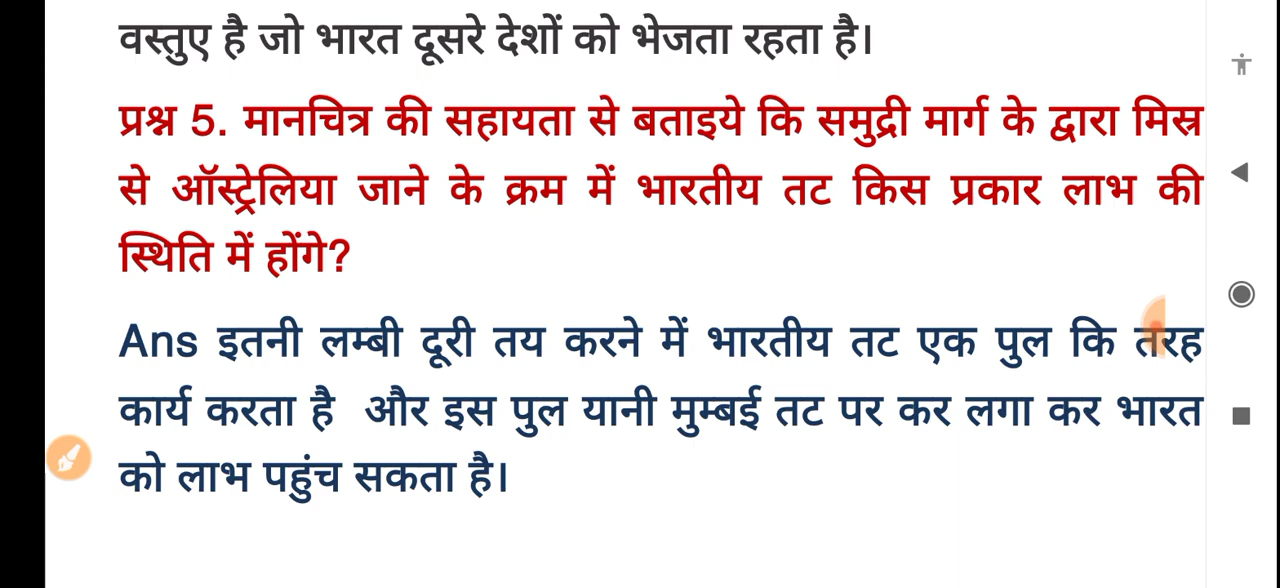 वस्तुए है जो भारत दूसरे देशों को भेजता रहता है।
प्रश्न 5. मानचित्र की सहायता से बताइये कि समुद्री मार्ग के द्वारा मिस्र
से ऑस्ट्रेलिया जाने के क्रम में भारतीय तट किस प्रकार लाभ की
स्थिति में होंगे?
Ans इतनी लम्बी दूरी तय करने में भारतीय तट एक पुल कि तरह
कार्य करता है और इस पुल यानी मुम्बई तट पर कर लगा कर भारत
को लाभ पहुंच सकता है।